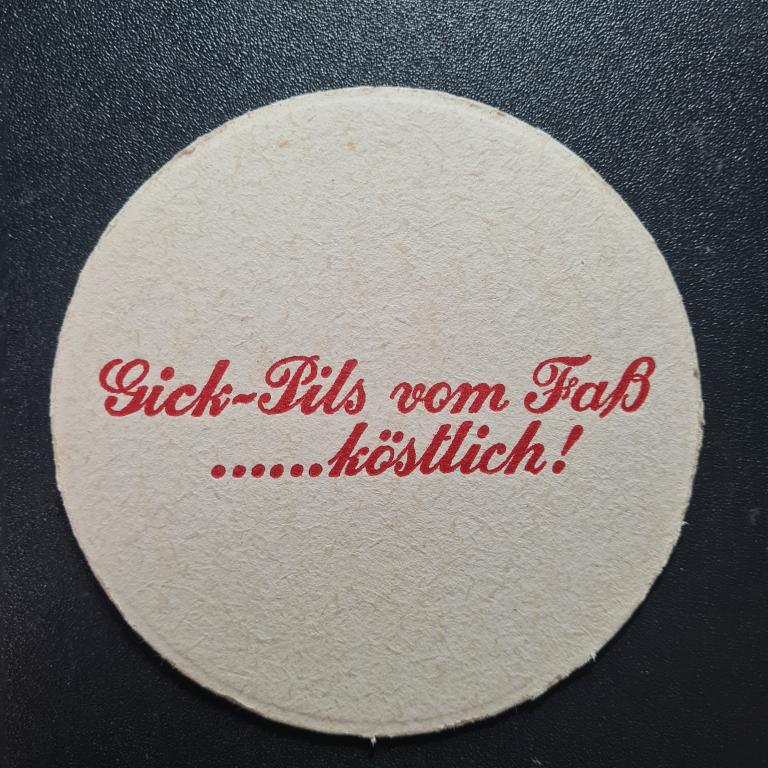 Gick-Pils vom Faß
......köstlich!